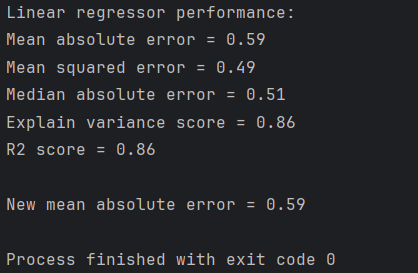 Linear regressor performance:
Mean absolute error = 0.59
Mean squared error = 0.49
Median absolute error = 0.51
Explain variance score = 0.86
R2 score = 0.86
New mean absolute error = 0.59
Process finished with exit code 0